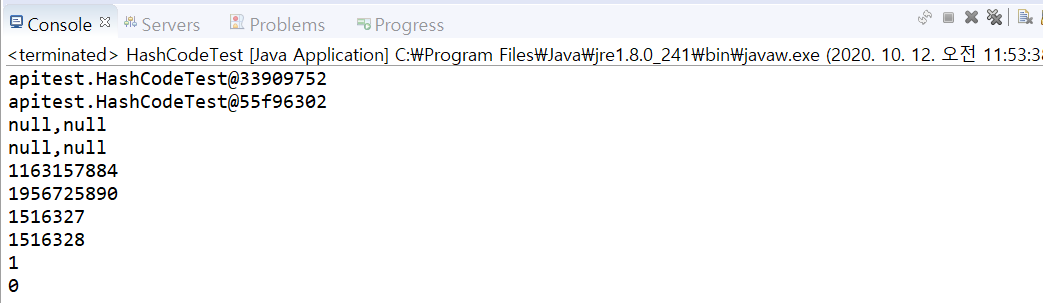 Console Servers Problems Progress
<terminated> HashCodeTest [Java Application] C:₩Program Files₩Java₩jre1.8.0_241₩bin₩javaw.exe (2020. 10. 12. 오전 11:53:38
apitest.HashCodeTest@33909752
apitest.HashCodeTest@55f96302
null,null
null,null
1163157884
1956725890
1516327
1516328
1
0